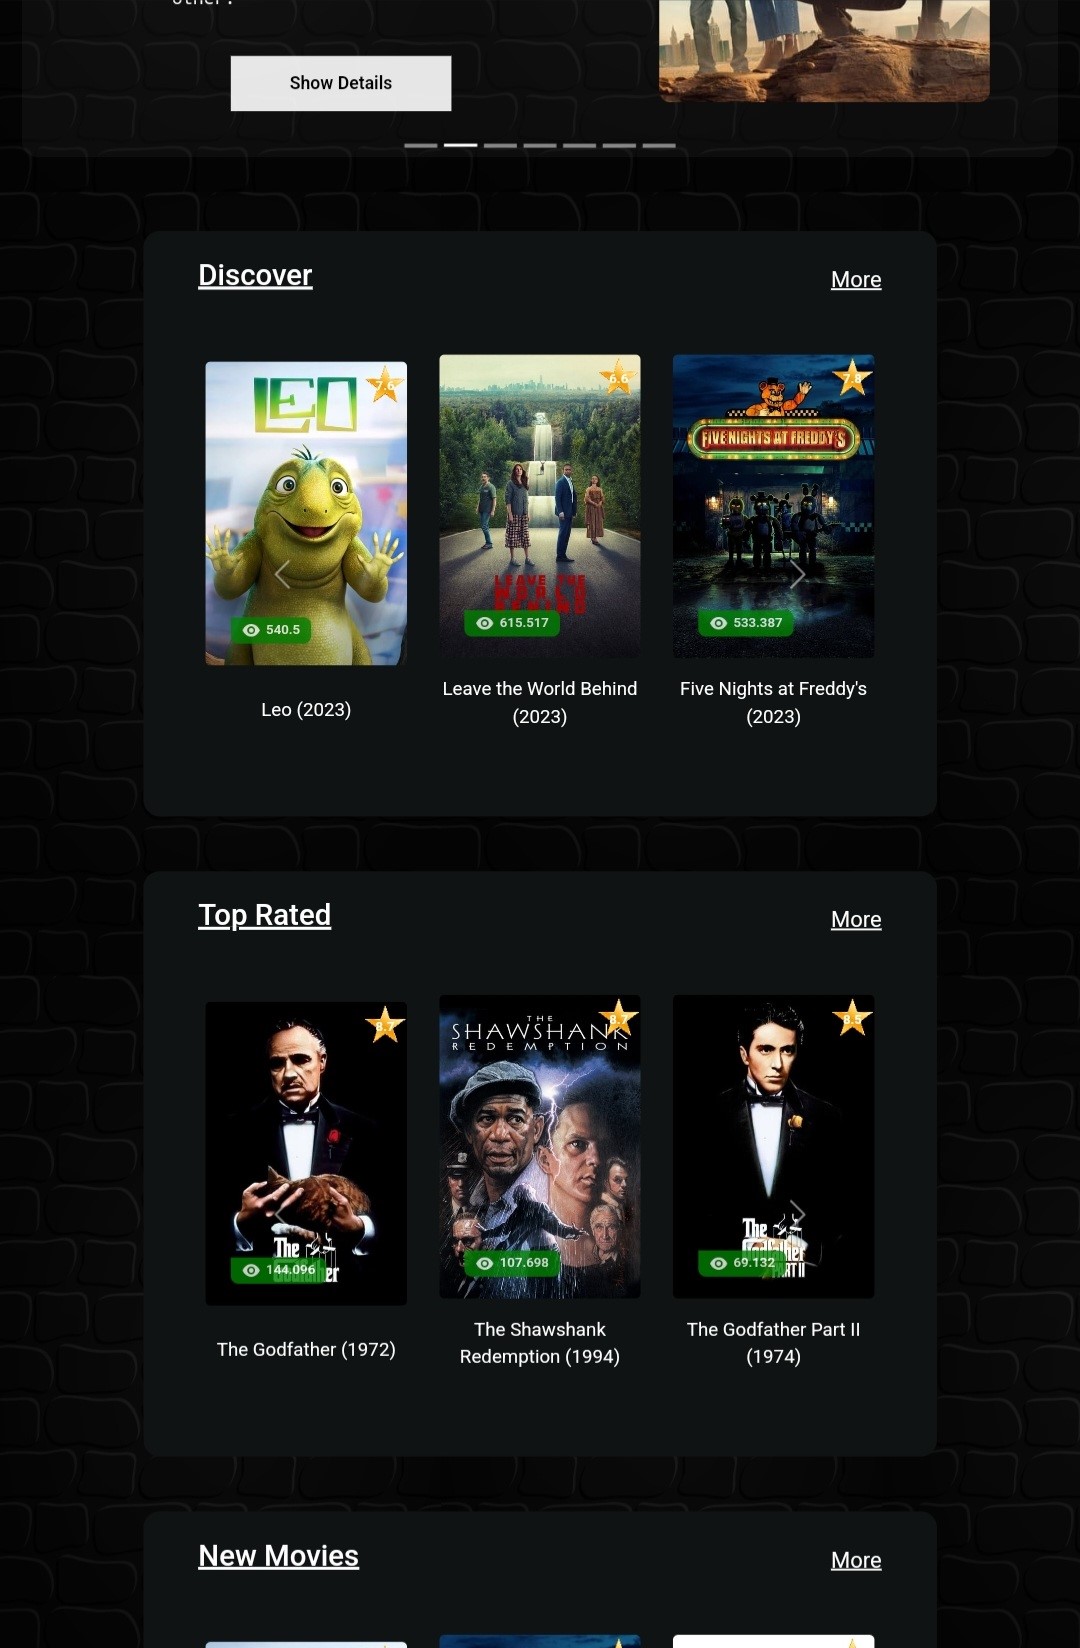 other.
Show Details
Discover
More
LEO
7.6
540.5
Leo (2023)
6.6
LEAVE THE
WORLD
BEHIND
615.517
Leave the World Behind
(2023)
7.8
FIVE NIGHTS AT FREDDY'S
533.387
Five Nights at Freddy's
(2023)
Top Rated
More
8.7
The
Godfather
144.096
The Godfather (1972)
THE
SHAWSHANK
REDEMPTION
8.7
107.698
The Shawshank
Redemption (1994)
8.5
The
Godfather
PART II
69.132
The Godfather Part II
(1974)
New Movies
More